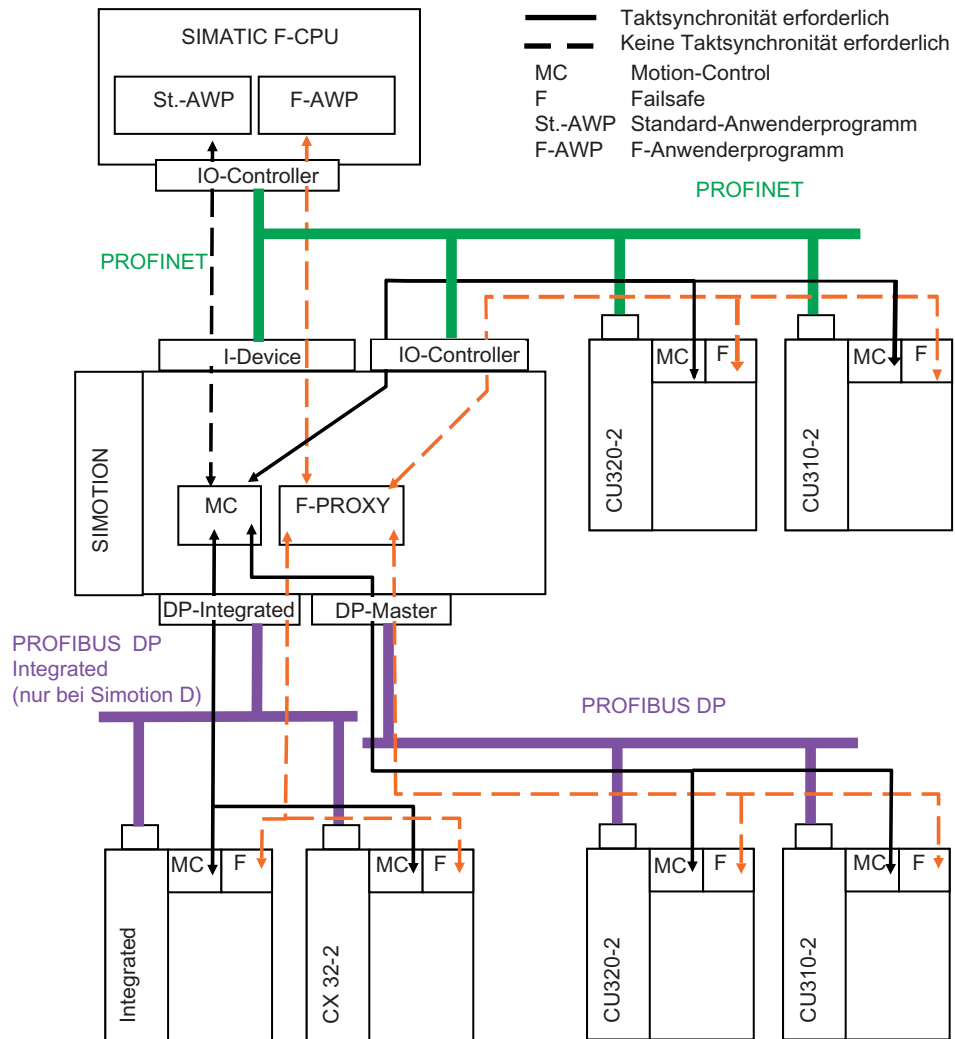 SIMATIC F-CPU
St.-AWP
F-AWP
IO-Controller
Taktsynchronität erforderlich
Keine Taktsynchronität erforderlich
MC Motion-Control
F Failsafe
St.-AWP Standard-Anwenderprogramm
F-AWP F-Anwenderprogramm
PROFINET
PROFINET
I-Device
IO-Controller
MC
F
CU320-2
MC
F
CU310-2
SIMOTION
MC
F-PROXY
DP-Integrated
DP-Master
PROFIBUS DP
Integrated
(nur bei Simotion D)
PROFIBUS DP
MC
F
Integrated
MC
F
CX 32-2
MC
F
CU320-2
MC
F
CU310-2